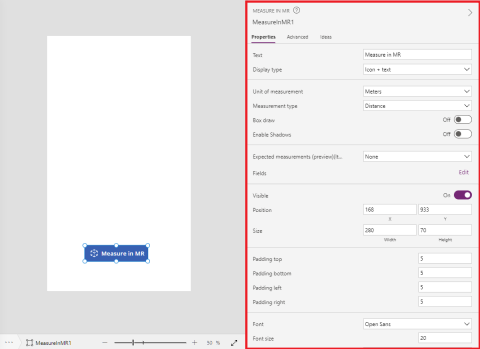 MEASURE IN MR
MeasureInMR1
Properties Advanced Ideas
Text Measure in MR
Display type Icon + text
Unit of measurement Meters
Measurement type Distance
Box draw Off
Enable Shadows Off
Expected measurements (preview)(It... None
Fields Edit
Visible On
Position 168 933
X Y
Size 280 70
Width Height
Padding top 5
Padding bottom 5
Padding left 5
Padding right 5
Font Open Sans
Font size 20
Measure in MR
MeasureInMR1 50 %